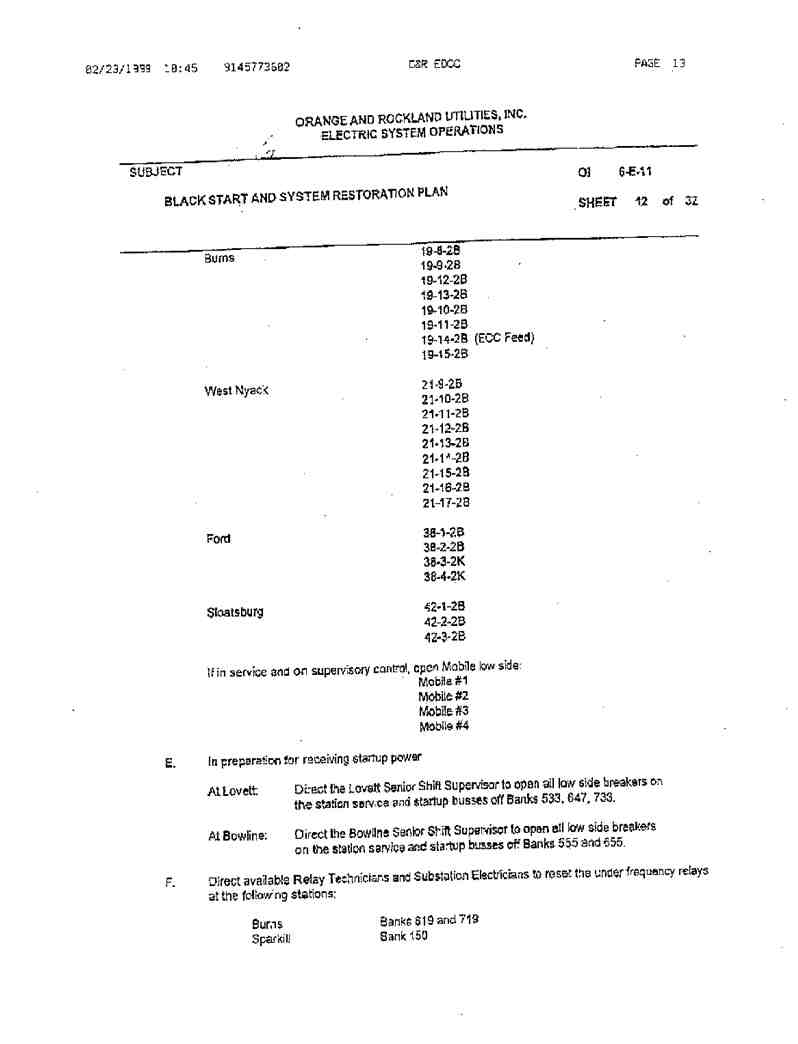 02/23/1999 10:45 9145773602 O&R EDCC PAGE 13
ORANGE AND ROCKLAND UTILITIES, INC.
ELECTRIC SYSTEM OPERATIONS
SUBJECT OI 6-E-11
BLACK START AND SYSTEM RESTORATION PLAN SHEET 12 of 32
Burns 19-8-2B
19-9-2B
19-12-2B
19-13-2B
19-10-2B
19-11-2B
19-14-2B (ECC Feed)
19-15-2B
West Nyack 21-9-2B
21-10-2B
21-11-2B
21-12-2B
21-13-2B
21-14-2B
21-15-2B
21-16-2B
21-17-2B
Ford 38-1-2B
38-2-2B
38-3-2K
38-4-2K
Sloatsburg 42-1-2B
42-2-2B
42-3-2B
If in service and on supervisory control, open Mobile low side:
Mobile #1
Mobile #2
Mobile #3
Mobile #4
E. In preparation for receiving startup power
At Lovett: Direct the Lovett Senior Shift Supervisor to open all low side breakers on
the station service and startup busses off Banks 533, 647, 733.
At Bowline: Direct the Bowline Senior Shift Supervisor to open all low side breakers
on the station service and startup busses off Banks 555 and 655.
F. Direct available Relay Technicians and Substation Electricians to reset the under frequency relays
at the following stations:
Burns Banks 619 and 719
Sparkill Bank 150